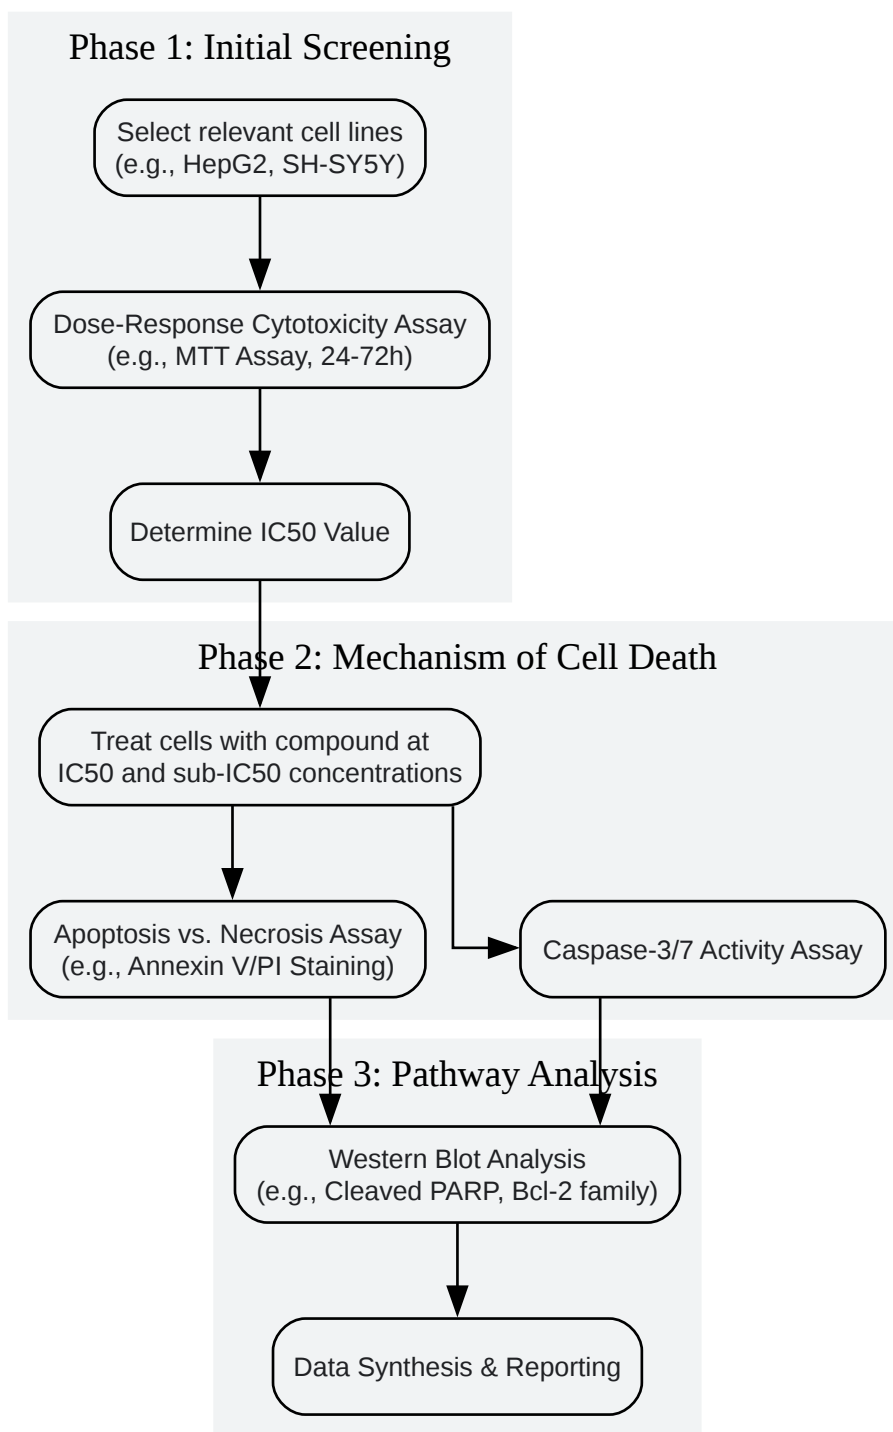 Phase 1: Initial Screening
Select relevant cell lines
(e.g., HepG2, SH-SY5Y)
Dose-Response Cytotoxicity Assay
(e.g., MTT Assay, 24-72h)
Determine IC50 Value
Phase 2: Mechanism of Cell Death
Treat cells with compound at
IC50 and sub-IC50 concentrations
Apoptosis vs. Necrosis Assay
(e.g., Annexin V/PI Staining)
Caspase-3/7 Activity Assay
Phase 3: Pathway Analysis
Western Blot Analysis
(e.g., Cleaved PARP, Bcl-2 family)
Data Synthesis & Reporting